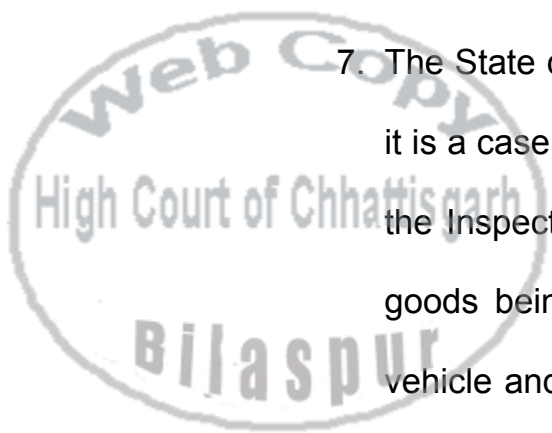 Web Copy
7. The State
it is a case
High Court of Chhattisgarh
the Inspect
goods bein
vehicle and
Bilaspur